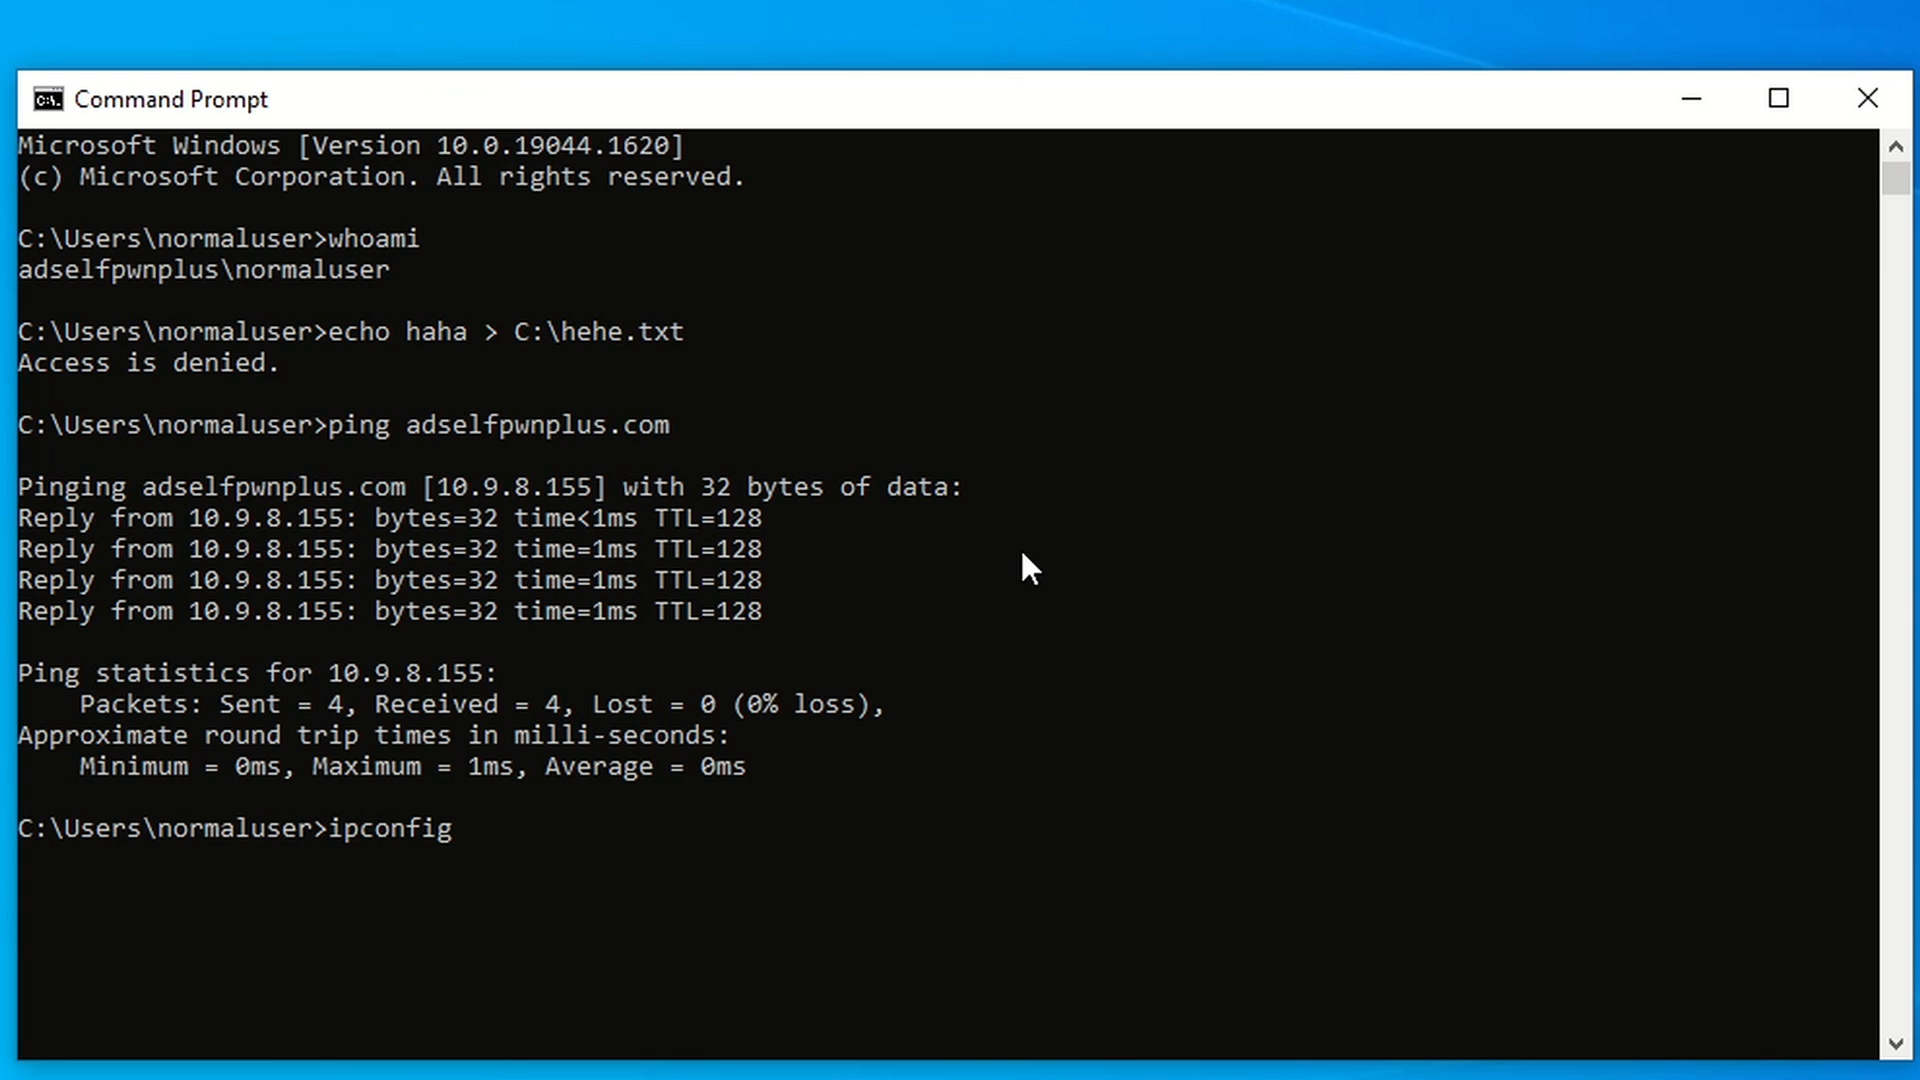 Command Prompt
Microsoft Windows [Version 10.0.19044.1620]
(c) Microsoft Corporation. All rights reserved.
C:\Users\normaluser>whoami
adselfpwnplus\normaluser
C:\Users\normaluser>echo haha > C:\hehe.txt
Access is denied.
C:\Users\normaluser>ping adselfpwnplus.com
Pinging adselfpwnplus.com [10.9.8.155] with 32 bytes of data:
Reply from 10.9.8.155: bytes=32 time<1ms TTL=128
Reply from 10.9.8.155: bytes=32 time=1ms TTL=128
Reply from 10.9.8.155: bytes=32 time=1ms TTL=128
Reply from 10.9.8.155: bytes=32 time=1ms TTL=128
Ping statistics for 10.9.8.155:
    Packets: Sent = 4, Received = 4, Lost = 0 (0% loss),
Approximate round trip times in milli-seconds:
    Minimum = 0ms, Maximum = 1ms, Average = 0ms
C:\Users\normaluser>ipconfig